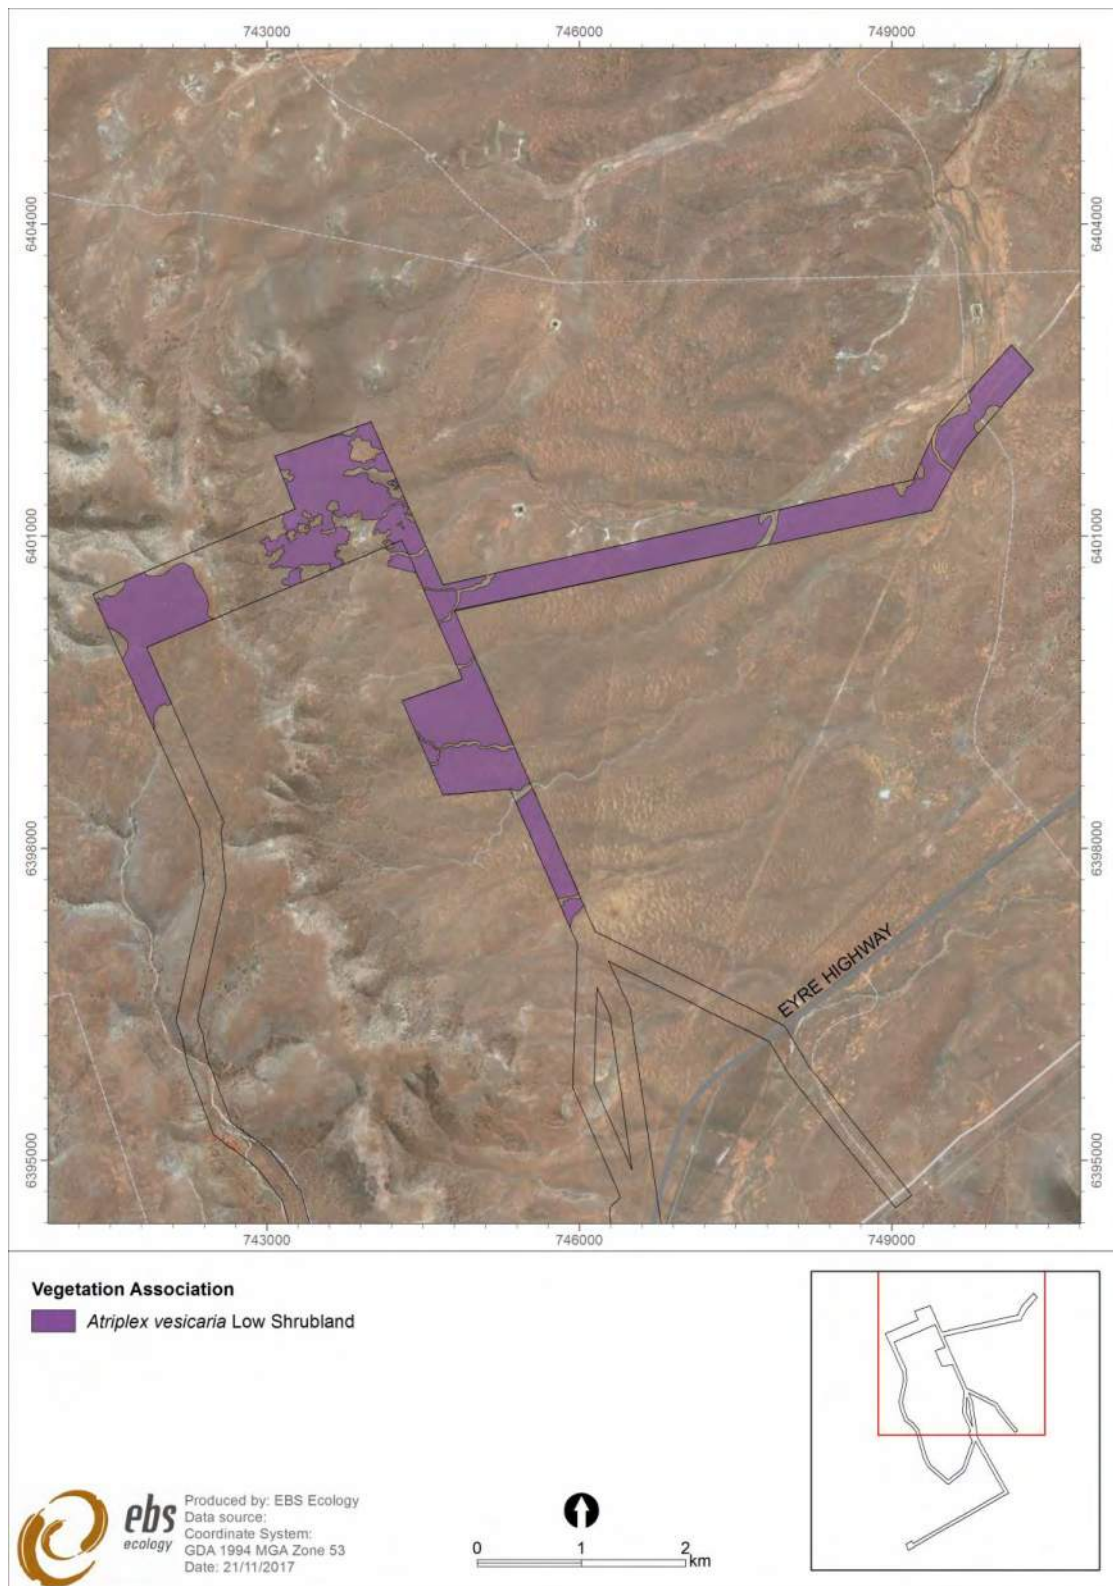 743000 746000 749000
6404000 6404000
6401000 6401000
6398000 6398000
EYRE HIGHWAY
6395000 6395000
743000 746000 749000
Vegetation Association
Atriplex vesicaria Low Shrubland
ebs
ecology
Produced by: EBS Ecology
Data source:
Coordinate System:
GDA 1994 MGA Zone 53
Date: 21/11/2017
0 1 2
km